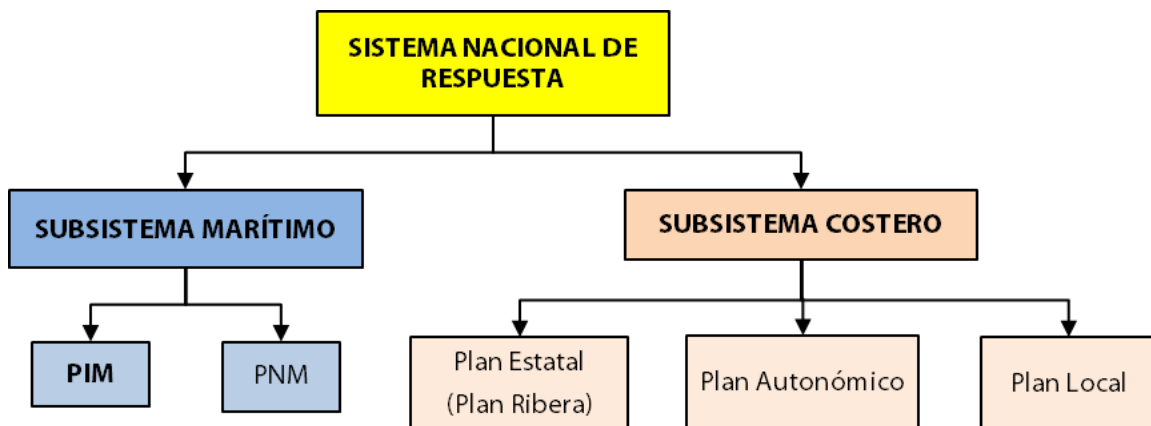 SISTEMA NACIONAL DE
RESPUESTA
SUBSISTEMA MARÍTIMO
SUBSISTEMA COSTERO
PIM
PNM
Plan Estatal
(Plan Ribera)
Plan Autonómico
Plan Local